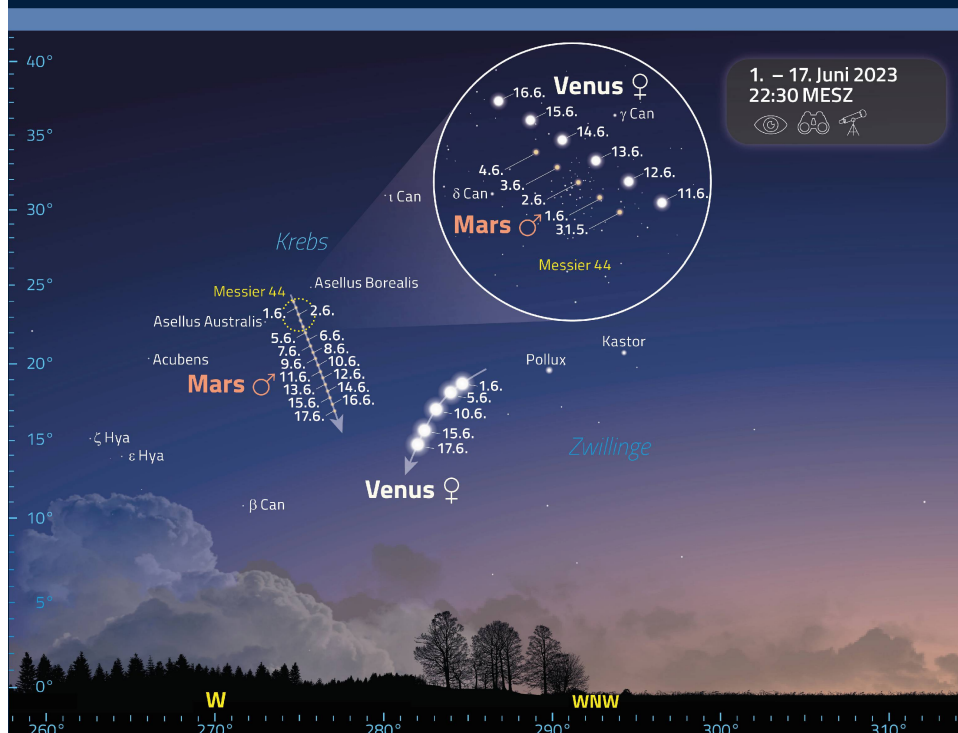 1. – 17. Juni 2023
22:30 MESZ
40°
35°
30°
25°
20°
15°
10°
5°
0°
Venus ♀
16.6.
15.6.
14.6.
13.6.
12.6.
11.6.
γ Can
4.6.
3.6.
2.6.
1.6.
31.5.
δ Can
Mars ♂
Messier 44
ι Can
Krebs
Asellus Borealis
Messier 44
1.6.
2.6.
Asellus Australis
5.6.
6.6.
7.6.
8.6.
9.6.
10.6.
11.6.
12.6.
13.6.
14.6.
15.6.
16.6.
17.6.
Acubens
Mars ♂
Kastor
Pollux
1.6.
5.6.
10.6.
15.6.
17.6.
Venus ♀
Zwillinge
ζ Hya
ε Hya
β Can
W
WNW
260°
270°
280°
290°
300°
310°